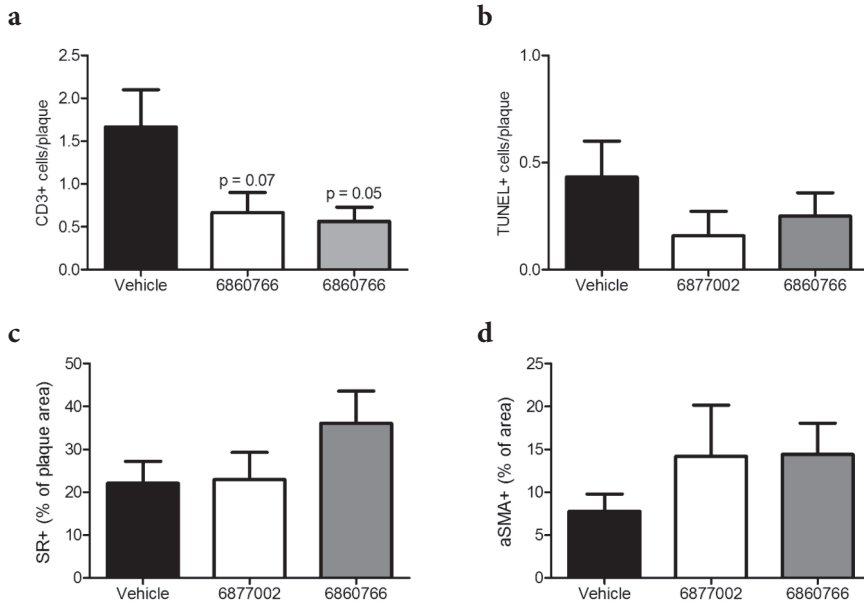 a
CD3+ cells/plaque
2.5
2.0
1.5
1.0
0.5
0.0
p = 0.07
p = 0.05
Vehicle 6860766 6860766
b
TUNEL+ cells/plaque
1.0
0.5
0.0
Vehicle 6877002 6860766
c
SR+ (% of plaque area)
50
40
30
20
10
0
Vehicle 6877002 6860766
d
aSMA+ (% of area)
25
20
15
10
5
0
Vehicle 6877002 6860766